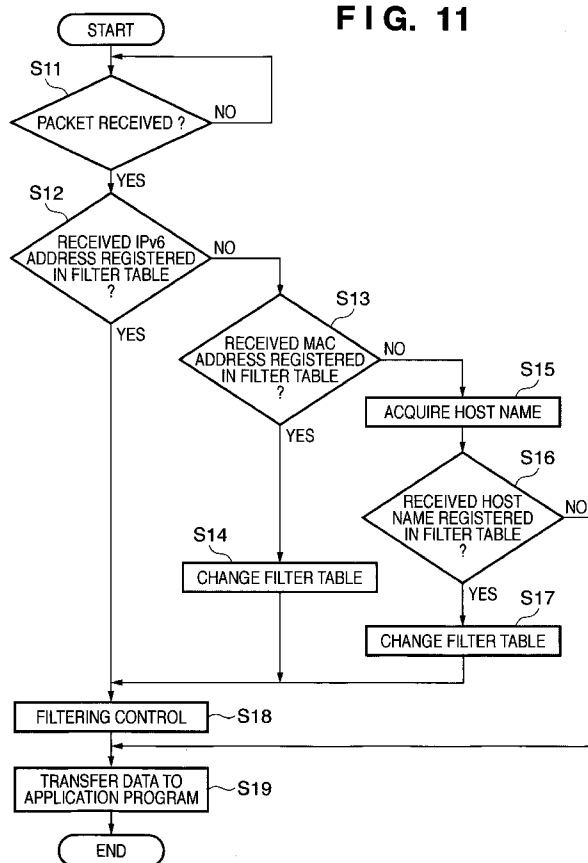 FIG. 11
START
S11
PACKET RECEIVED ?
NO
YES
S12
RECEIVED IPv6
ADDRESS REGISTERED
IN FILTER TABLE
?
NO
YES
S13
RECEIVED MAC
ADDRESS REGISTERED
IN FILTER TABLE
?
NO
YES
S15
ACQUIRE HOST NAME
S16
RECEIVED HOST
NAME REGISTERED
IN FILTER TABLE
?
NO
YES
S14
CHANGE FILTER TABLE
S17
CHANGE FILTER TABLE
FILTERING CONTROL
S18
TRANSFER DATA TO
APPLICATION PROGRAM
S19
END